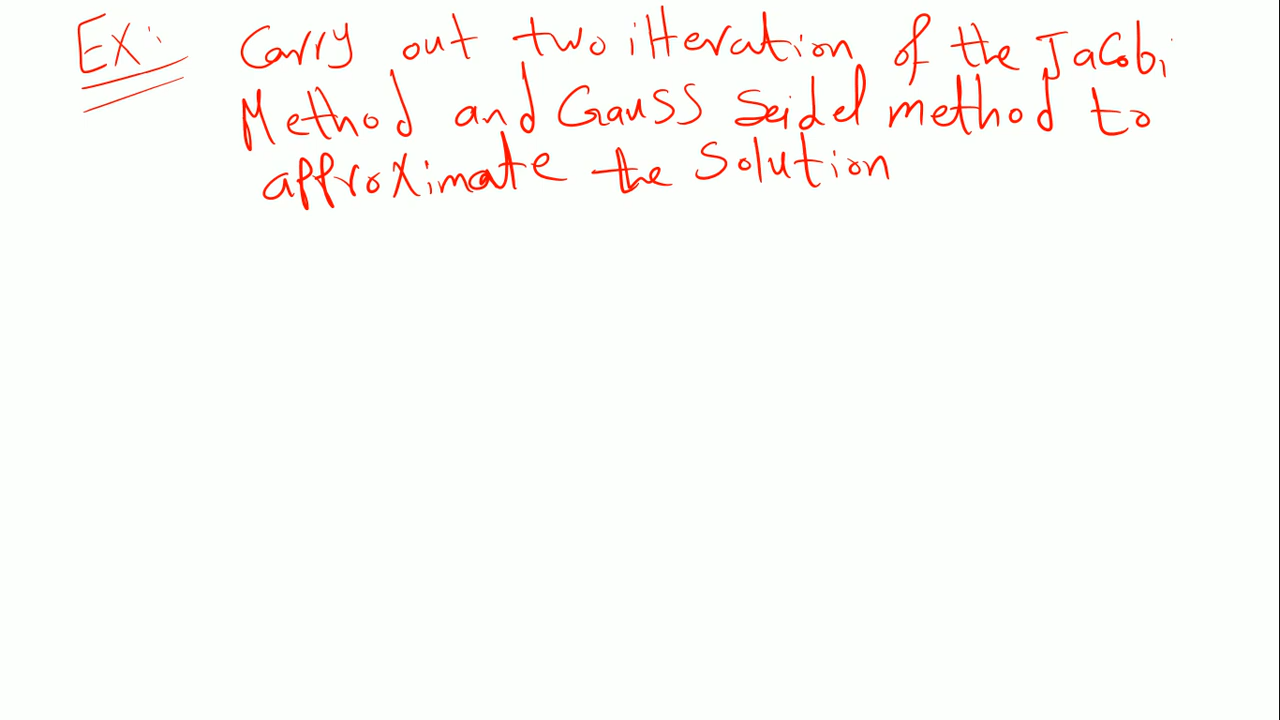 Ex: Carry out two itteration of the Jacobi
Method and Gauss Seidel method to
approximate the Solution